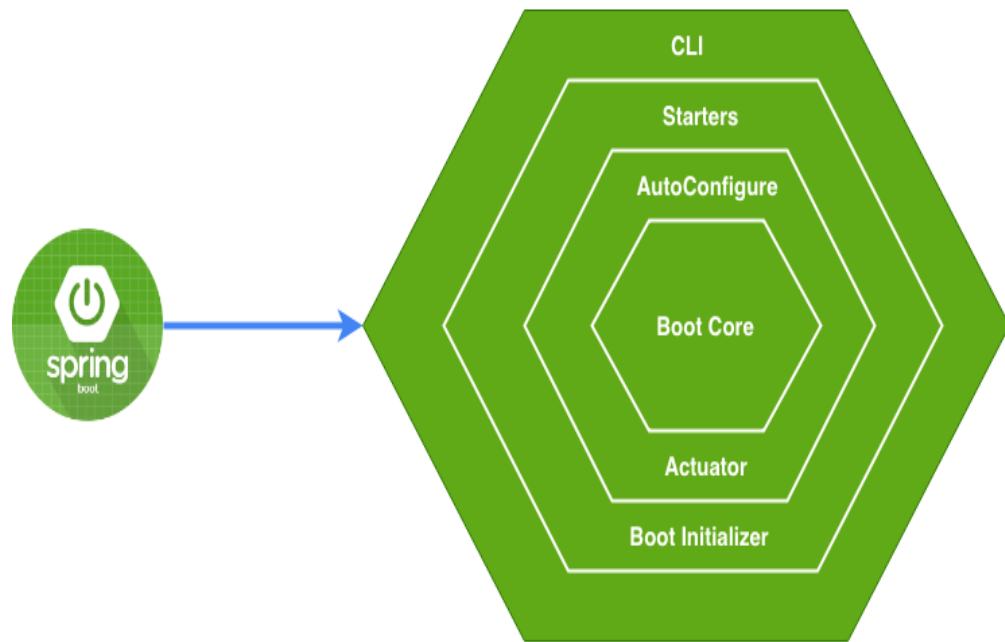 CLI
Starters
AutoConfigure
Boot Core
Actuator
Boot Initializer
spring
boot